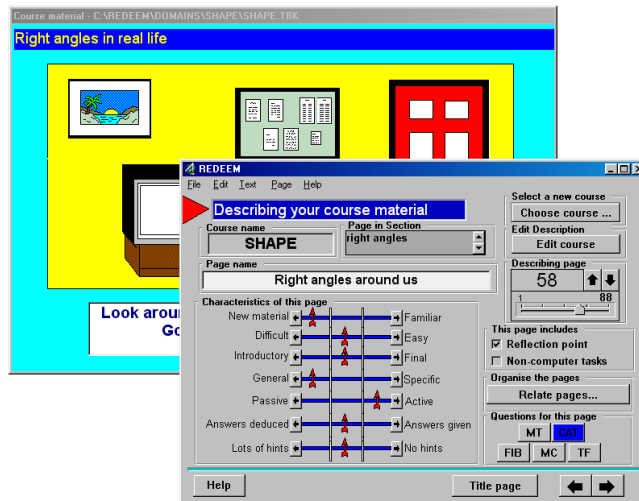 Course material - C:\REDEEM\DOMAINS\SHAPE\SHAPE.TBK
Right angles in real life
Look arou
Go
REDEEM
File Edit Text Page Help
Describing your course material
Course name
SHAPE
Page in Section
right angles
Page name
Right angles around us
Characteristics of this page
New material Familiar
Difficult Easy
Introductory Final
General Specific
Passive Active
Answers deduced Answers given
Lots of hints No hints
Select a new course
Choose course ...
Edit Description
Edit course
Describing page
58
1 88
This page includes
Reflection point
Non-computer tasks
Organise the pages
Relate pages...
Questions for this page
MT CAT
FIB MC TF
Help
Title page